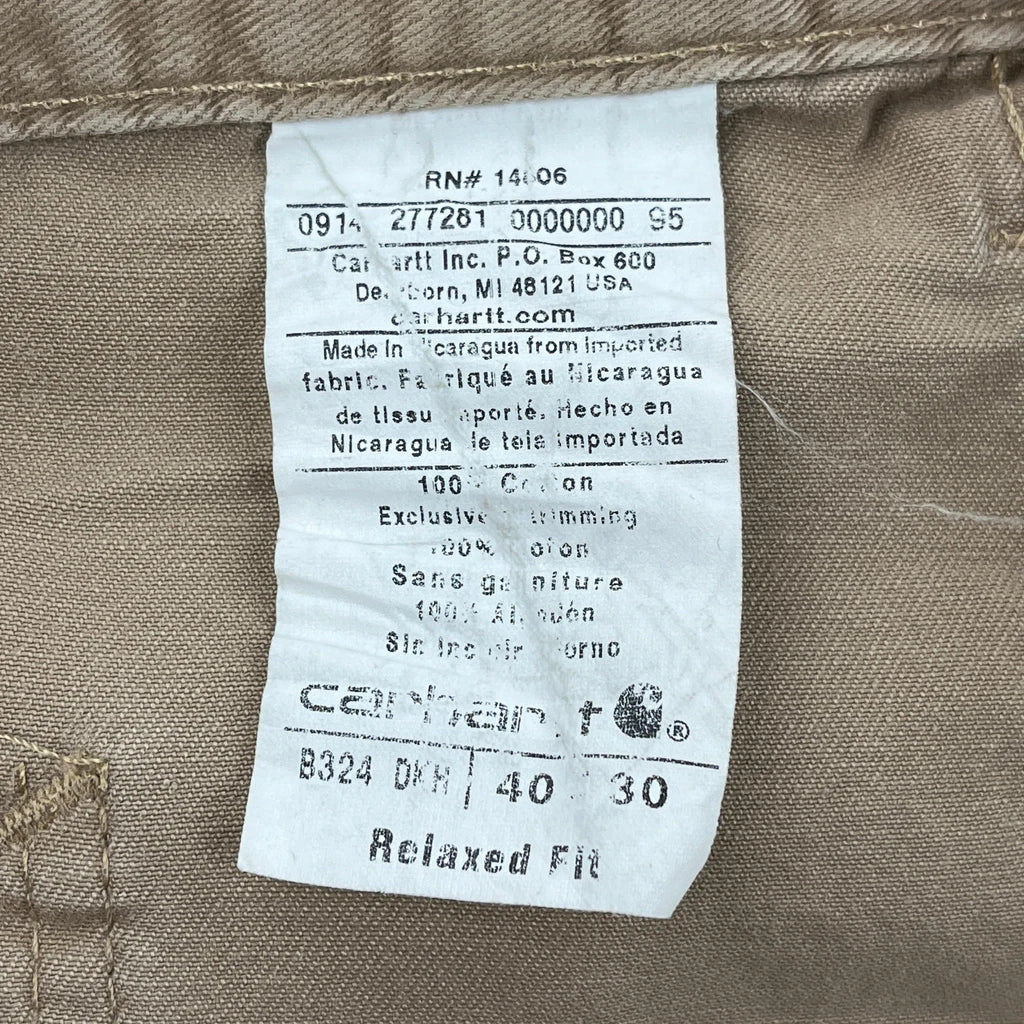 RN# 14806
0914 277281 0000000 95
Carhartt Inc. P.O. Box 600
Dearborn, MI 48121 USA
carhartt.com
Made In Nicaragua from Imported
fabric. Fabriqué au Nicaragua
de tissu importé. Hecho en
Nicaragua de tela importada
100% Cotton
Exclusive trimming
100% Coton
Sans garniture
100% Algodón
Sin incluir adorno
carhartt ®
B324 DKH 40 30
Relaxed Fit